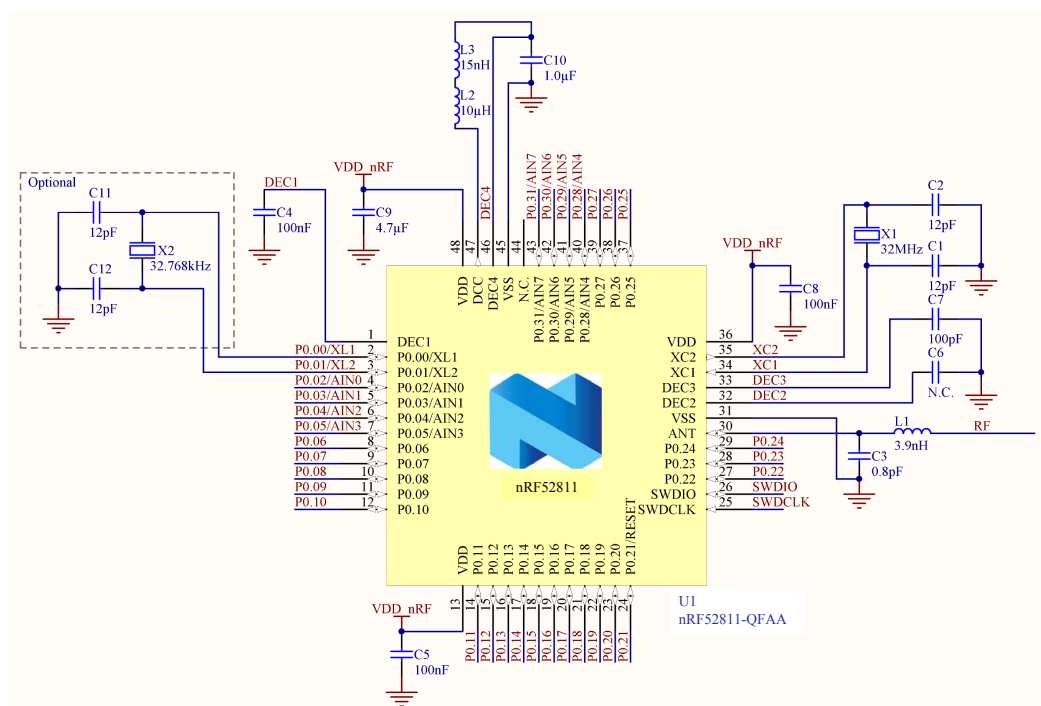 L3
15nH
L2
10µH
C10
1.0µF
DEC4
P0.31/AIN7
P0.30/AIN6
P0.29/AIN5
P0.28/AIN4
P0.27
P0.26
P0.25
Optional
C11
12pF
X2
32.768kHz
C12
12pF
DEC1
C4
100nF
VDD_nRF
C9
4.7µF
C2
12pF
X1
32MHz
C1
12pF
C7
100pF
C6
N.C.
VDD_nRF
C8
100nF
48
47
46
45
44
43
42
41
40
39
38
37
VDD
DCC
DEC4
VSS
N.C.
P0.31/AIN7
P0.30/AIN6
P0.29/AIN5
P0.28/AIN4
P0.27
P0.26
P0.25
1 DEC1
P0.00/XL1 2 P0.00/XL1
P0.01/XL2 3 P0.01/XL2
P0.02/AIN0 4 P0.02/AIN0
P0.03/AIN1 5 P0.03/AIN1
P0.04/AIN2 6 P0.04/AIN2
P0.05/AIN3 7 P0.05/AIN3
P0.06 8 P0.06
P0.07 9 P0.07
P0.08 10 P0.08
P0.09 11 P0.09
P0.10 12 P0.10
nRF52811
VDD 36
XC2 35 XC2
XC1 34 XC1
DEC3 33 DEC3
DEC2 32 DEC2
VSS 31
ANT 30
P0.24 29 P0.24
P0.23 28 P0.23
P0.22 27 P0.22
SWDIO 26 SWDIO
SWDCLK 25 SWDCLK
L1
3.9nH
RF
C3
0.8pF
VDD
P0.11
P0.12
P0.13
P0.14
P0.15
P0.16
P0.17
P0.18
P0.19
P0.20
P0.21/RESET
13
14
15
16
17
18
19
20
21
22
23
24
P0.11
P0.12
P0.13
P0.14
P0.15
P0.16
P0.17
P0.18
P0.19
P0.20
P0.21
VDD_nRF
C5
100nF
U1
nRF52811-QFAA